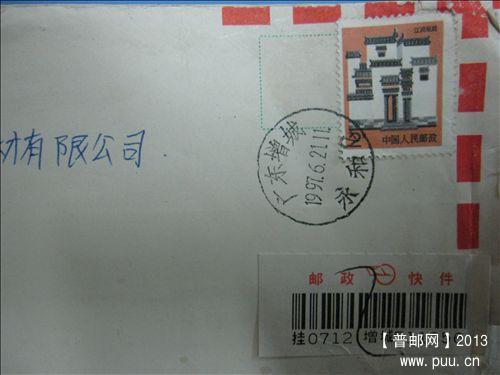 江西民居
中国人民邮政
材有限公司
广东增城
1997.6.21.11
永和
邮政 快件
挂0712 增城
【普邮网】2013
www.puu.cn